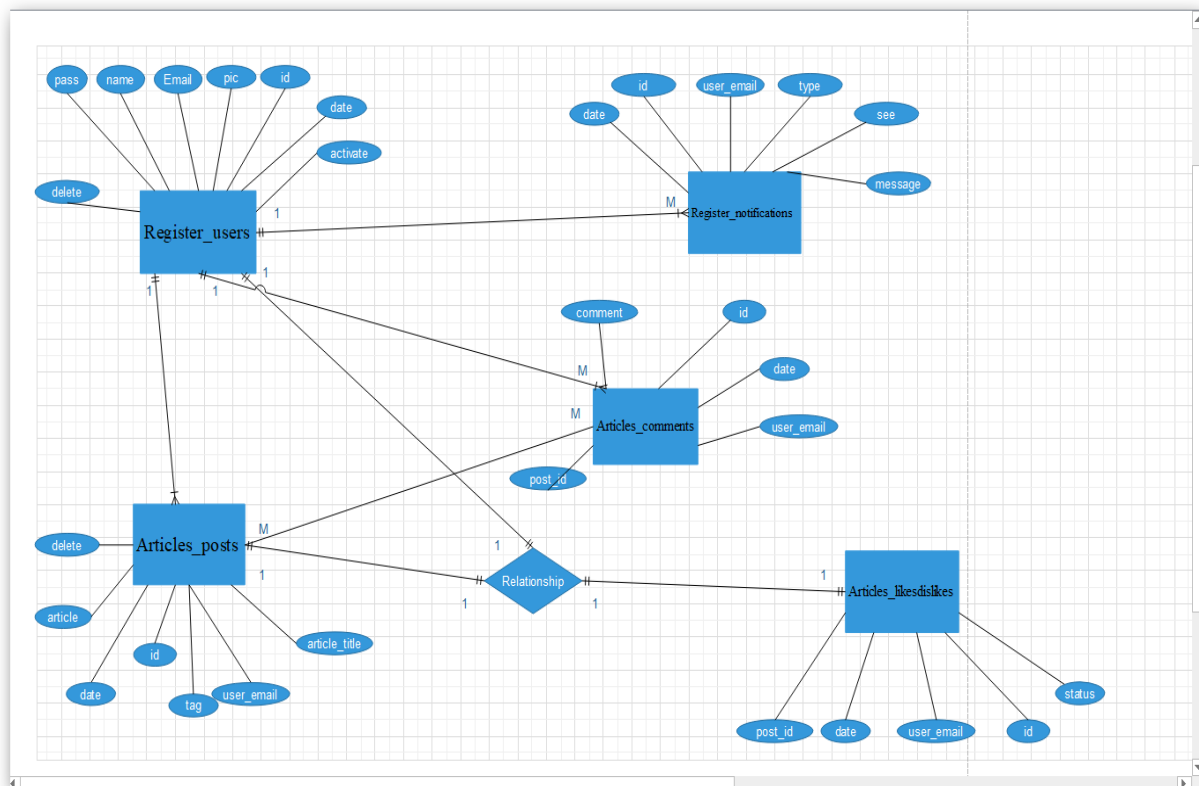 pass
name
Email
pic
id
date
activate
delete
Register_users
1
1
1
1
id
user_email
type
date
see
message
M
Register_notifications
comment
id
date
user_email
M
M
Articles_comments
post_id
delete
Articles_posts
M
1
article
id
article_title
date
tag
user_email
1
Relationship
1
1
1
Articles_likesdislikes
status
post_id
date
user_email
id